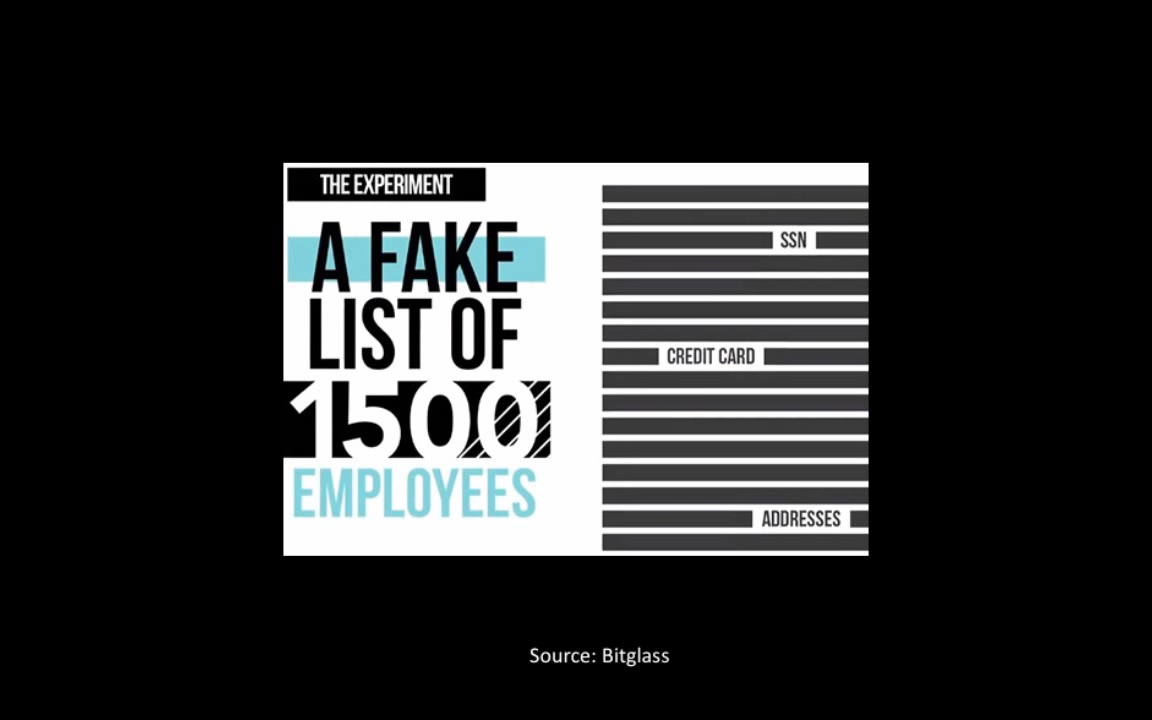 THE EXPERIMENT
A FAKE
LIST OF
1500
EMPLOYEES
SSN
CREDIT CARD
ADDRESSES
Source: Bitglass